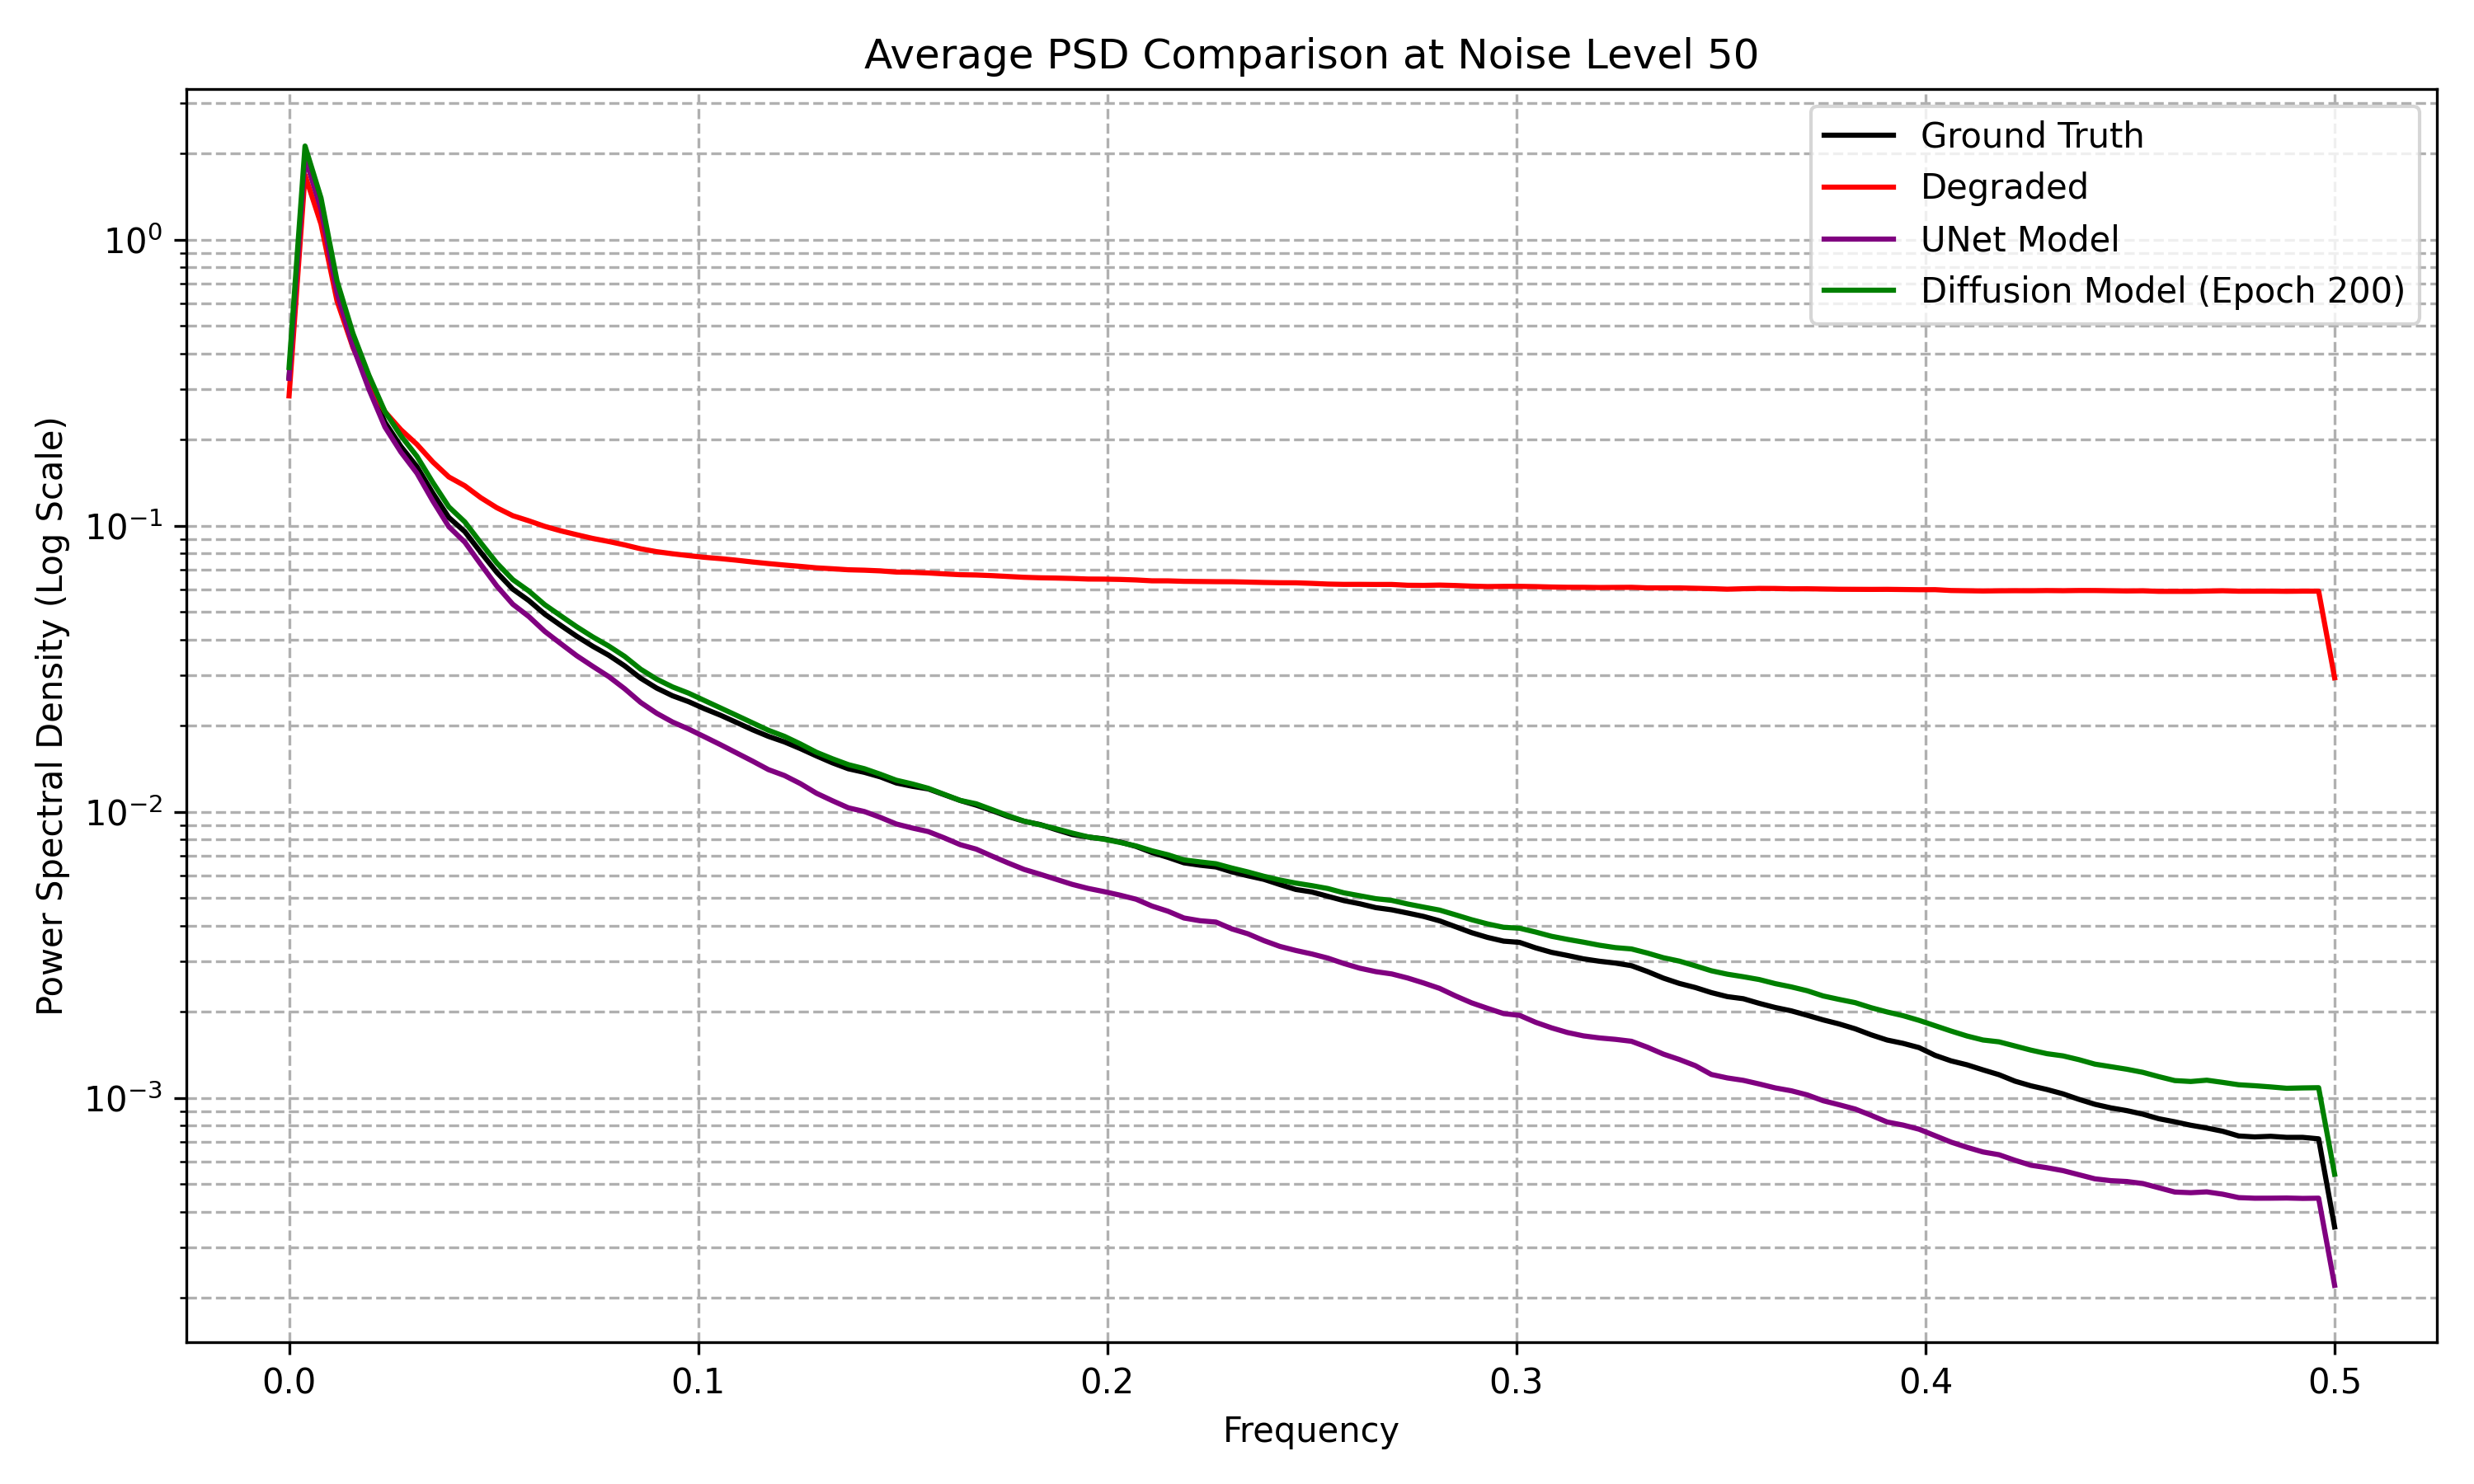 Average PSD Comparison at Noise Level 50
Ground Truth
Degraded
UNet Model
Diffusion Model (Epoch 200)
Power Spectral Density (Log Scale)
10⁰
10⁻¹
10⁻²
10⁻³
0.0 0.1 0.2 0.3 0.4 0.5
Frequency